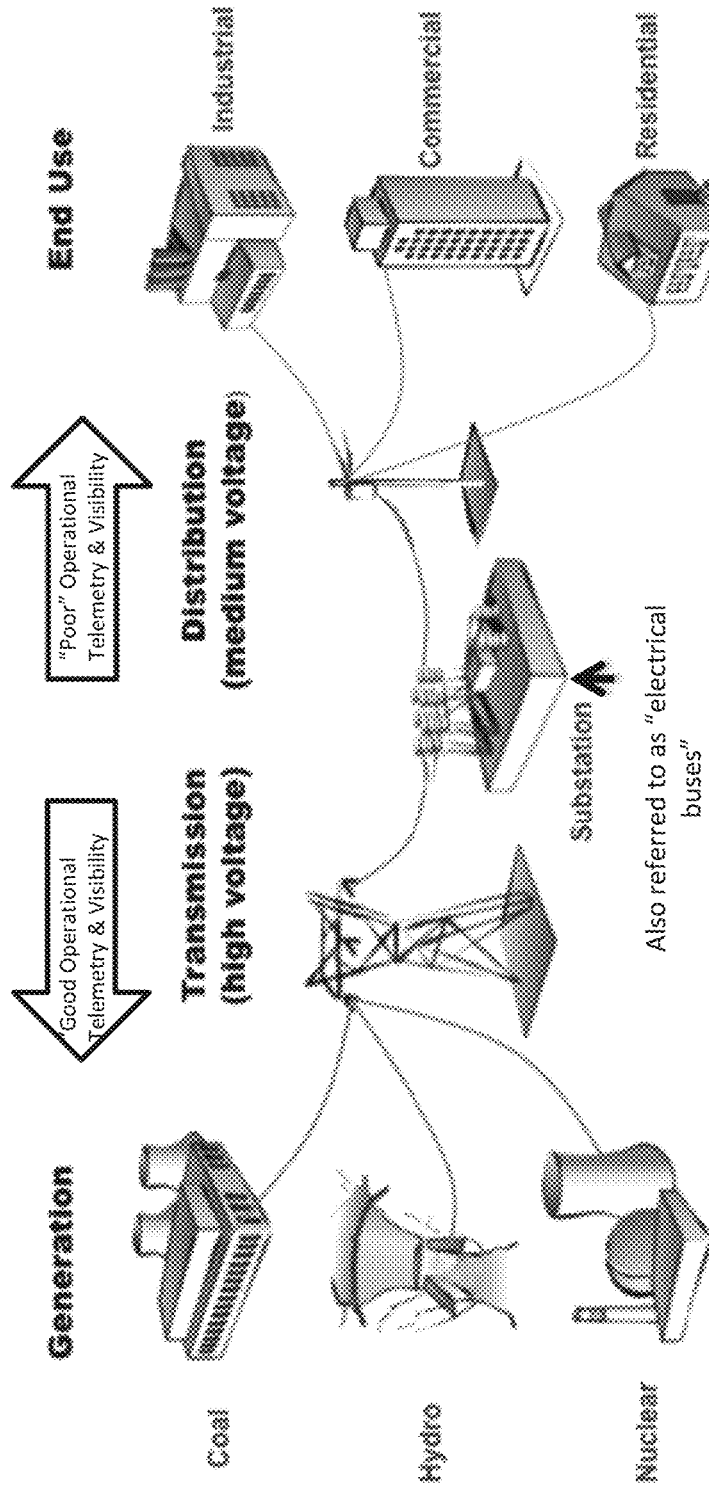 "Good Operational
Telemetry & Visibility
"Poor" Operational
Telemetry & Visibility
Generation
Transmission
(high voltage)
Distribution
(medium voltage)
End Use
Coal
Hydro
Nuclear
Substation
Also referred to as "electrical
buses"
Industrial
Commercial
Residential